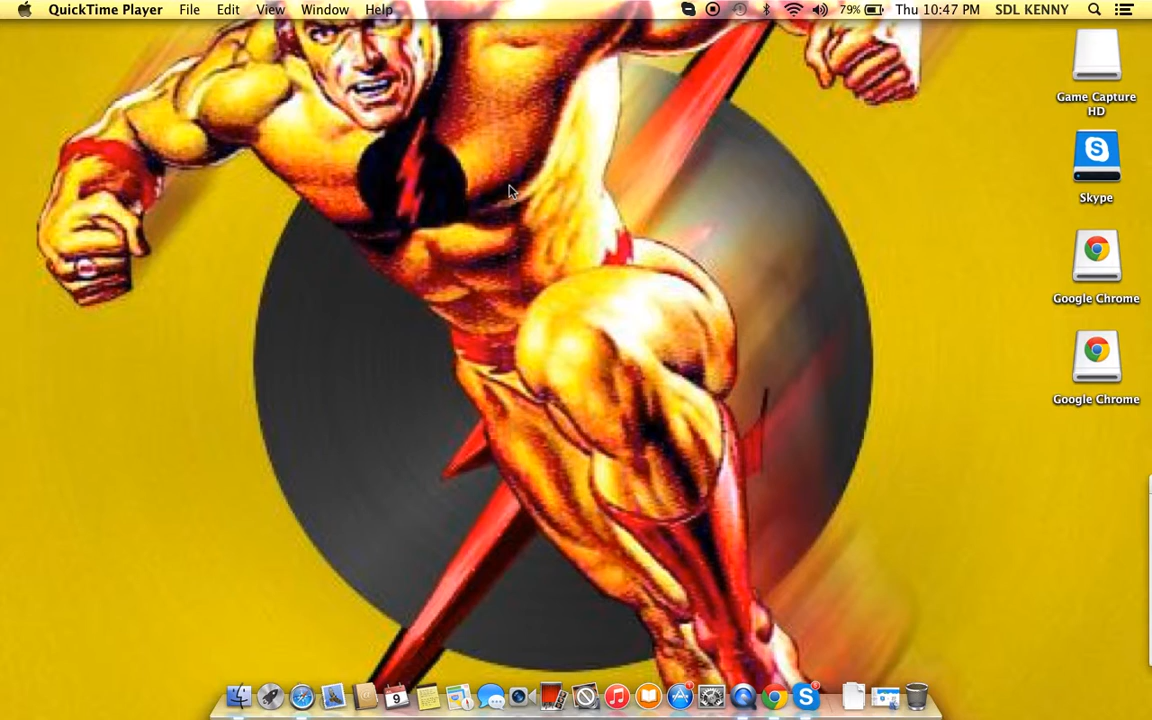 QuickTime Player File Edit View Window Help 79% Thu 10:47 PM SDL KENNY
Game Capture
HD
Skype
Google Chrome
Google Chrome
9